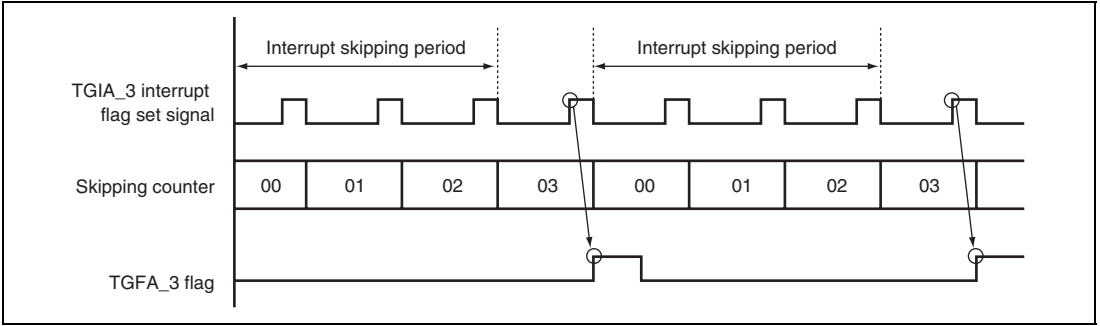 Interrupt skipping period
Interrupt skipping period
TGIA_3 interrupt
flag set signal
Skipping counter
00
01
02
03
00
01
02
03
TGFA_3 flag